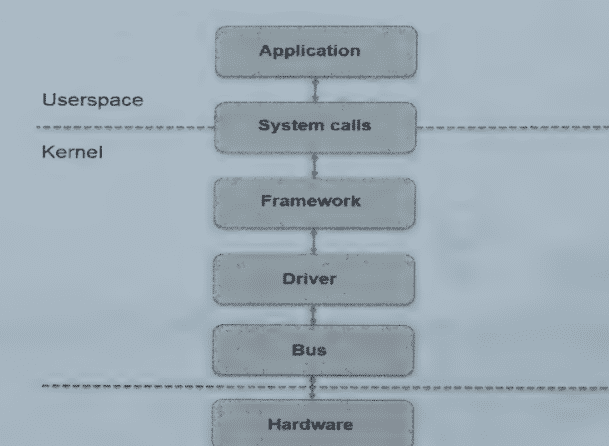 Application
Userspace
System calls
Kernel
Framework
Driver
Bus
Hardware